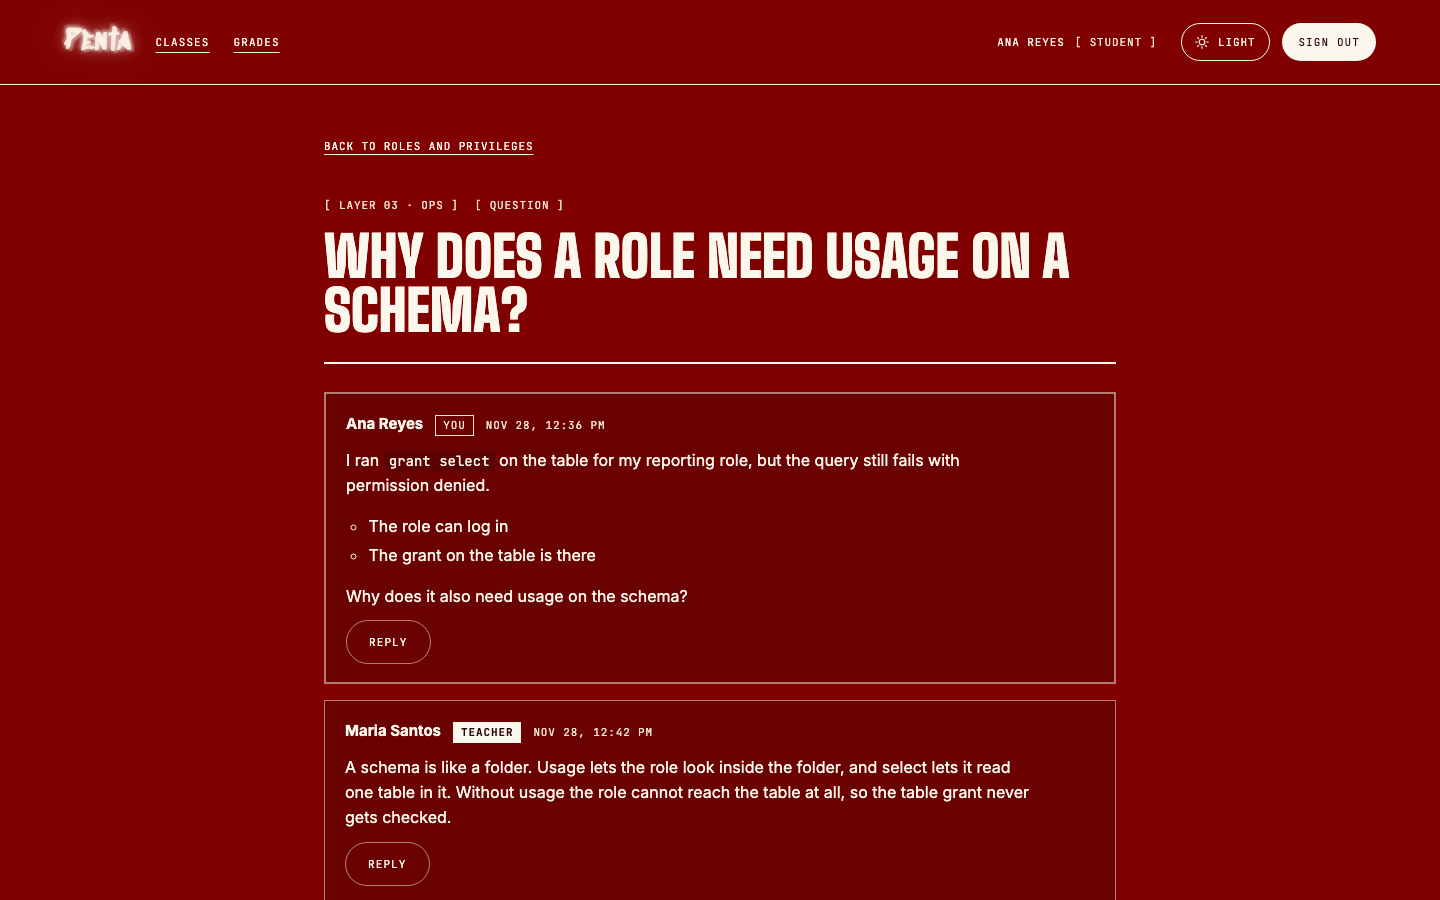 PENTA
CLASSES
GRADES
ANA REYES [ STUDENT ]
LIGHT
SIGN OUT
BACK TO ROLES AND PRIVILEGES
[ LAYER 03 · OPS ] [ QUESTION ]
WHY DOES A ROLE NEED USAGE ON A
SCHEMA?
Ana Reyes YOU NOV 28, 12:36 PM
I ran grant select on the table for my reporting role, but the query still fails with
permission denied.
The role can log in
The grant on the table is there
Why does it also need usage on the schema?
REPLY
Maria Santos TEACHER NOV 28, 12:42 PM
A schema is like a folder. Usage lets the role look inside the folder, and select lets it read
one table in it. Without usage the role cannot reach the table at all, so the table grant never
gets checked.
REPLY